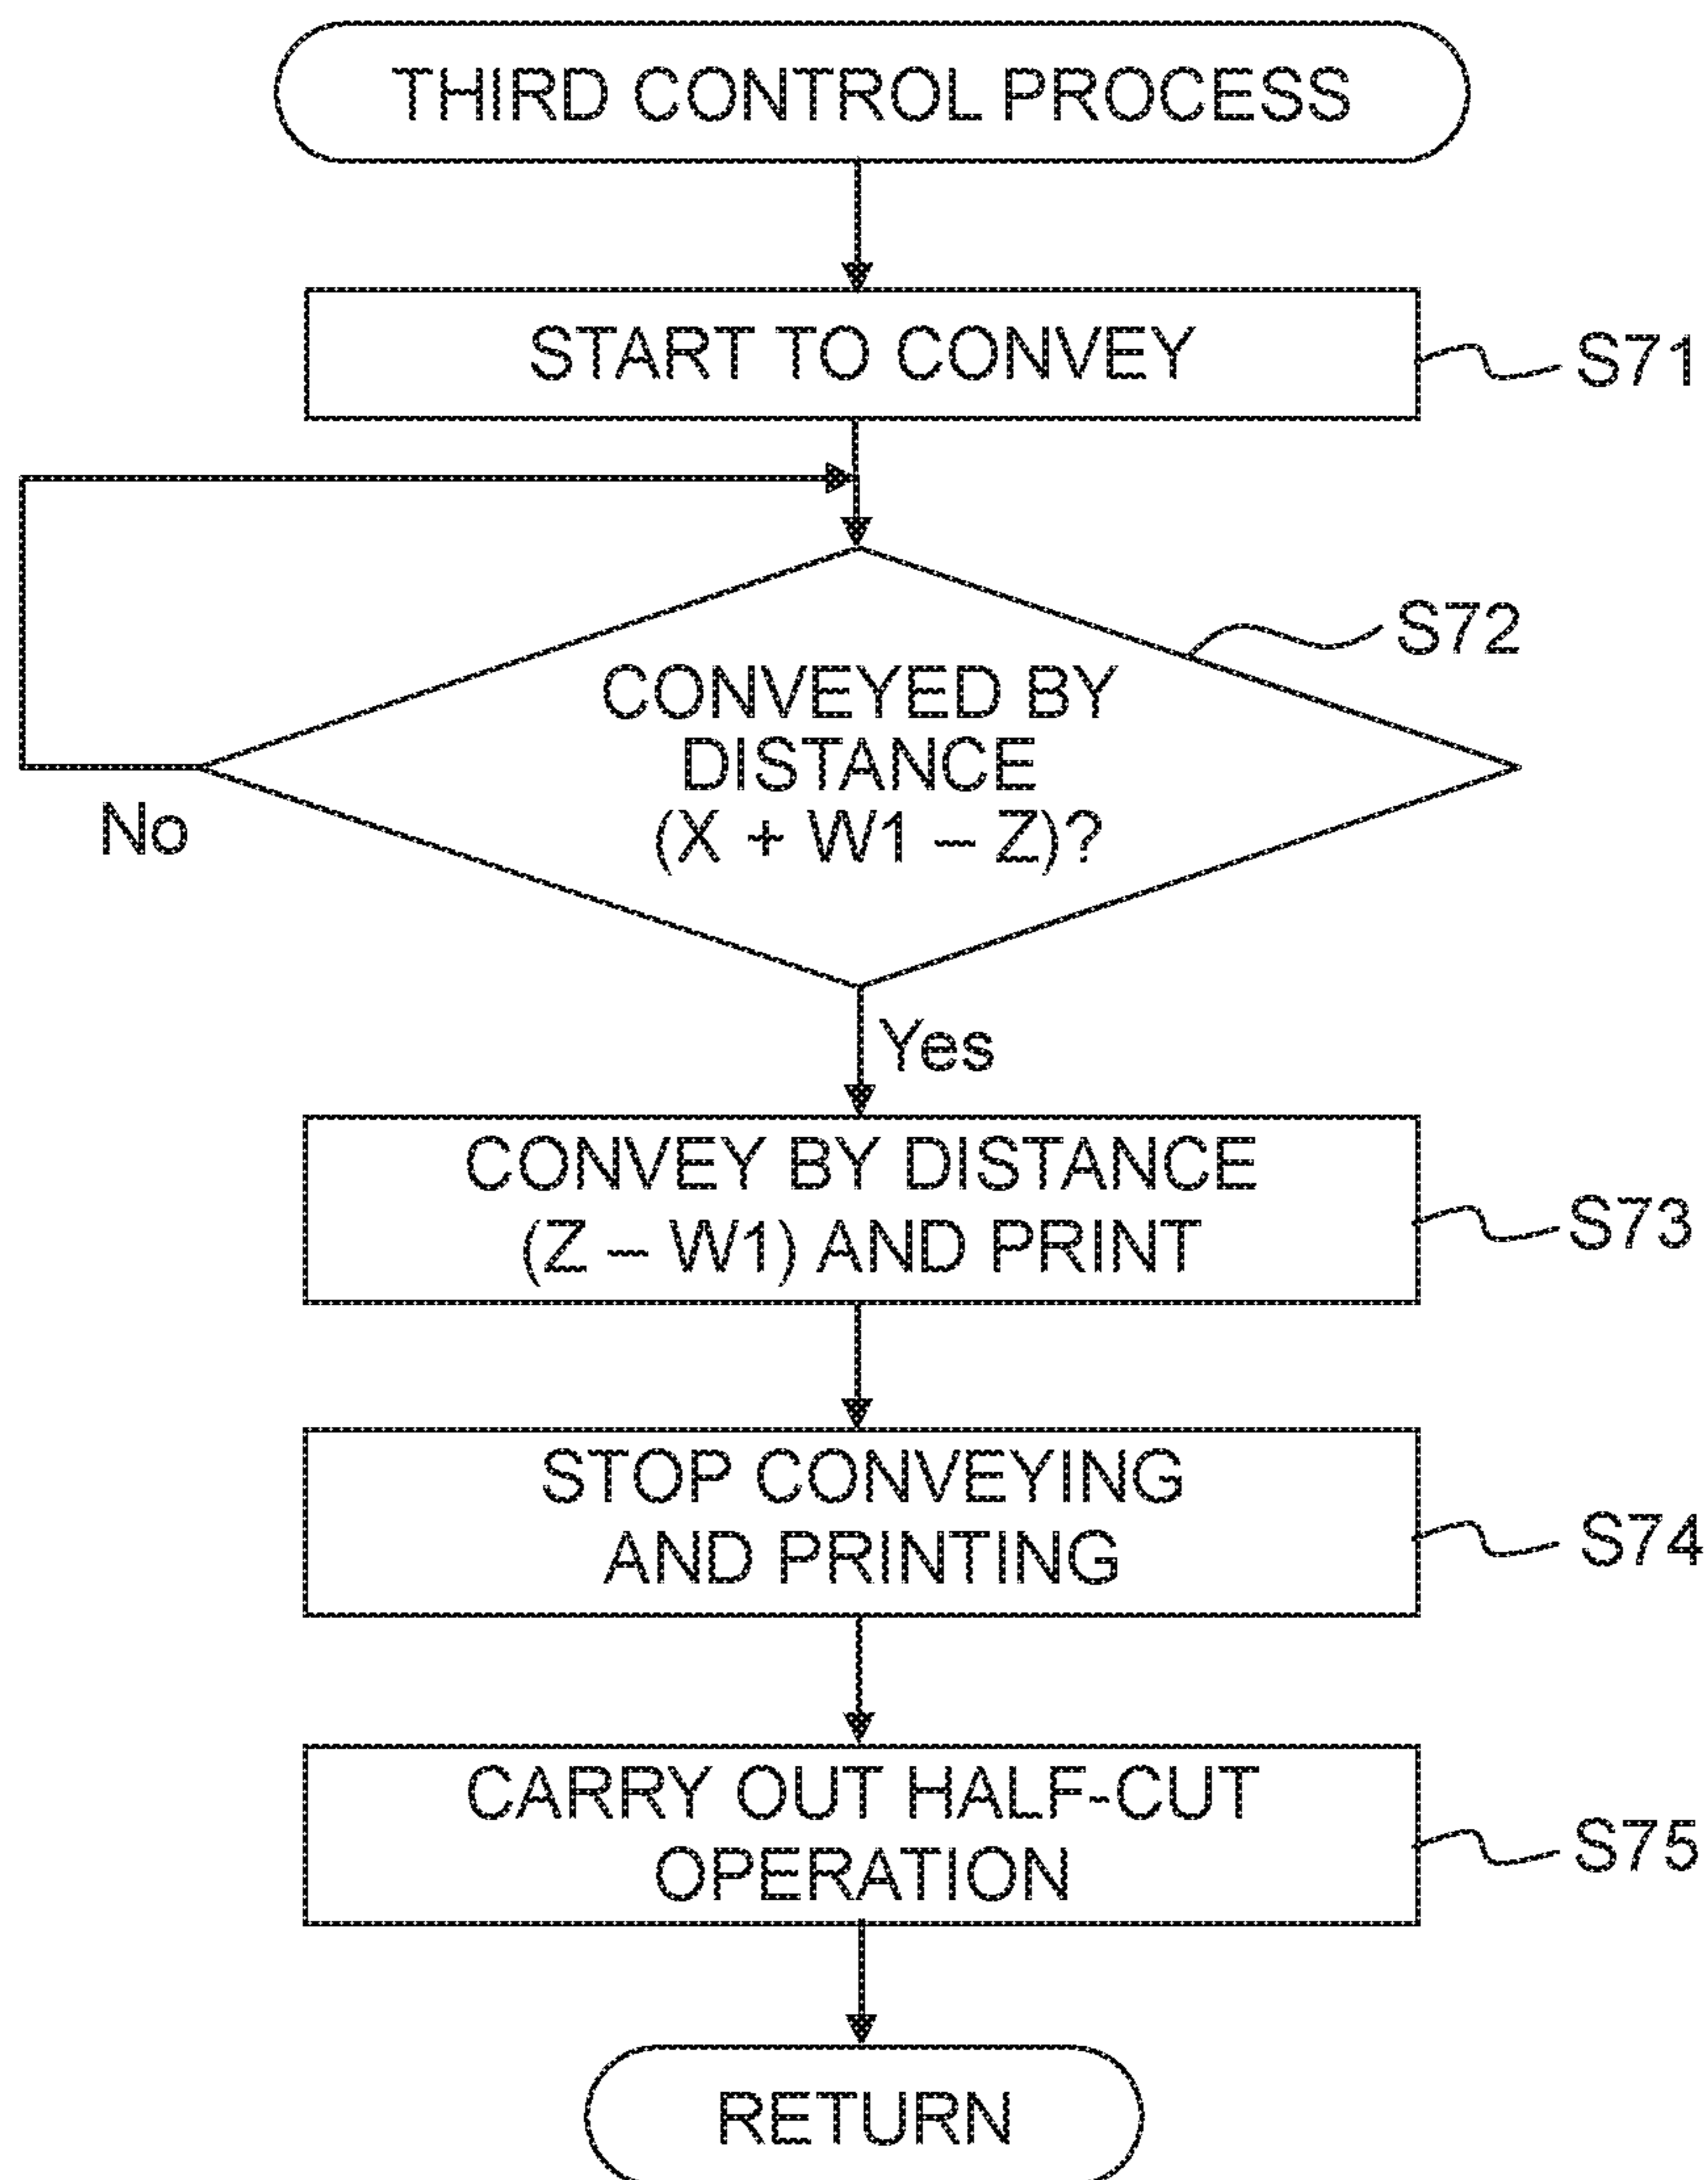 THIRD CONTROL PROCESS
START TO CONVEY
S71
S72
CONVEYED BY
DISTANCE
(X + W1 – Z)?
No
Yes
CONVEY BY DISTANCE
(Z – W1) AND PRINT
S73
STOP CONVEYING
AND PRINTING
S74
CARRY OUT HALF-CUT
OPERATION
S75
RETURN